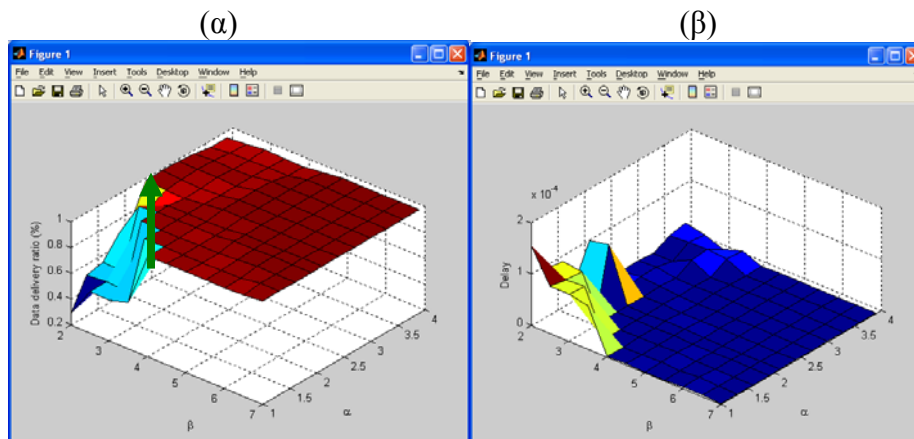 (α) (β)
Figure 1
File Edit View Insert Tools Desktop Window Help
Data delivery ratio (%)
1
0.8
0.6
0.4
0.2
2
3
4
5
6
7
β
1
1.5
2
2.5
3
3.5
4
α
Figure 1
File Edit View Insert Tools Desktop Window Help
x 10⁻⁴
Delay
2
1
0
2
3
4
5
6
7
β
1
1.5
2
2.5
3
3.5
4
α